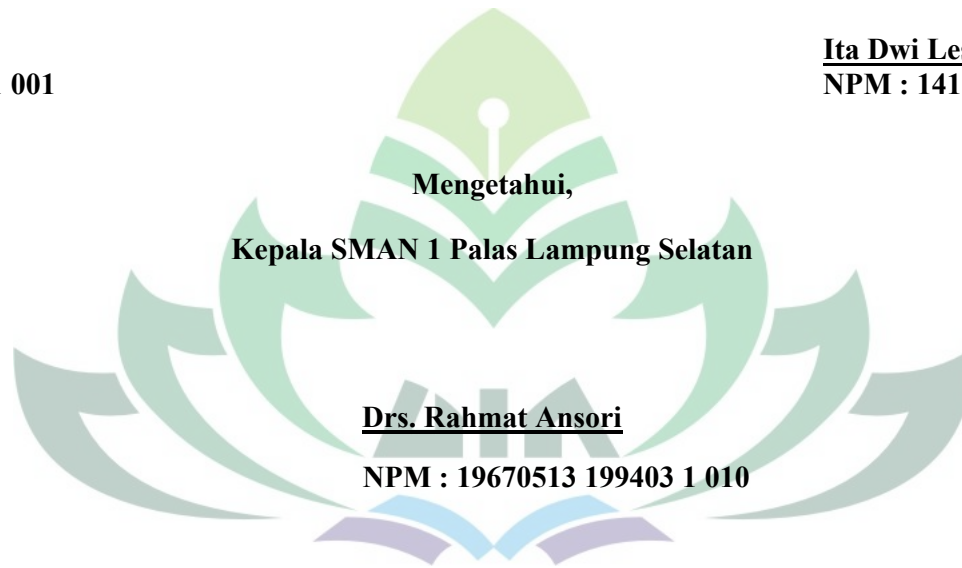 Ita Dwi
001
NPM : 141
Mengetahui,
Kepala SMAN 1 Palas Lampung Selatan
Drs. Rahmat Ansori
NPM : 19670513 199403 1 010